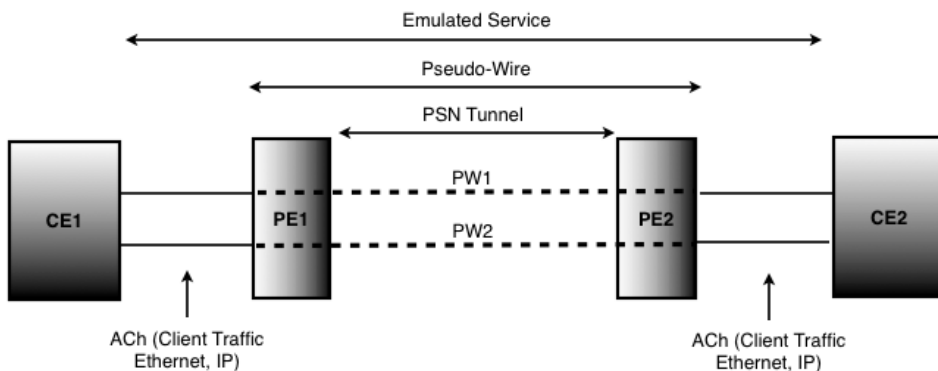 Emulated Service
Pseudo-Wire
PSN Tunnel
PW1
CE1
PE1
PE2
CE2
PW2
ACh (Client Traffic
Ethernet, IP)
ACh (Client Traffic
Ethernet, IP)